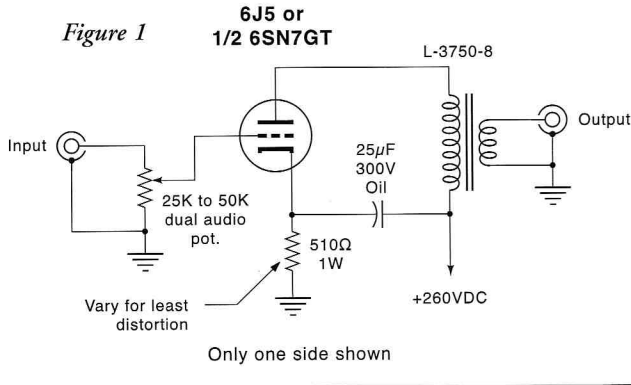 Figure 1
6J5 or
1/2 6SN7GT
L-3750-8
Input
Output
25K to 50K
dual audio
pot.
25µF
300V
Oil
510Ω
1W
+260VDC
Vary for least
distortion
Only one side shown